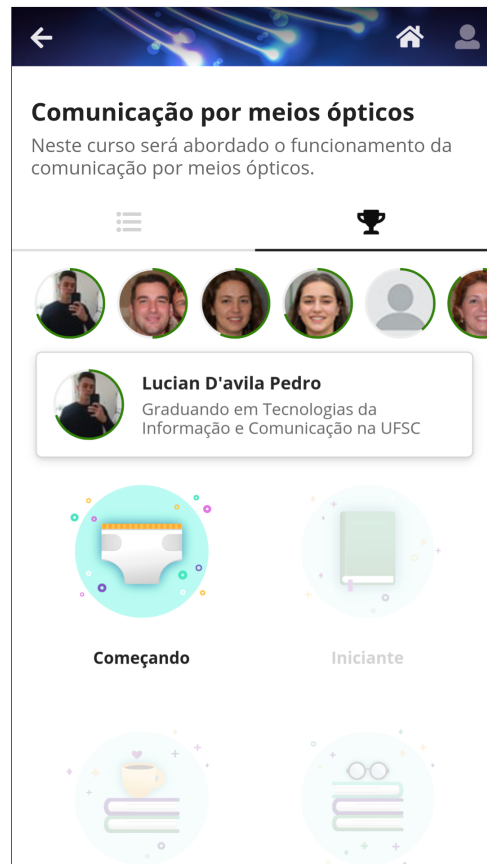 Comunicação por meios ópticos
Neste curso será abordado o funcionamento da
comunicação por meios ópticos.
Lucian D'avila Pedro
Graduando em Tecnologias da
Informação e Comunicação na UFSC
Começando
Iniciante